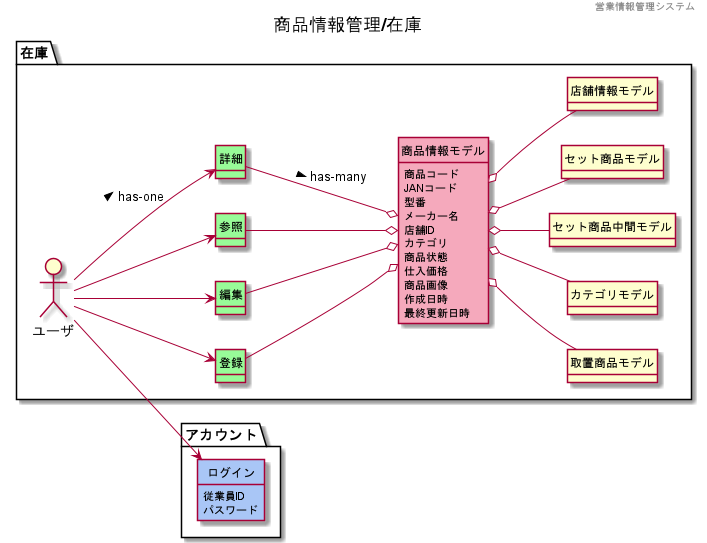 営業情報管理システム
商品情報管理/在庫
在庫
店舗情報モデル
詳細
商品情報モデル
商品コード
JANコード
型番
メーカー名
店舗ID
カテゴリ
商品状態
仕入価格
商品画像
作成日時
最終更新日時
セット商品モデル
has-many
has-one
参照
セット商品中間モデル
編集
カテゴリモデル
ユーザ
登録
取置商品モデル
アカウント
ログイン
従業員ID
パスワード